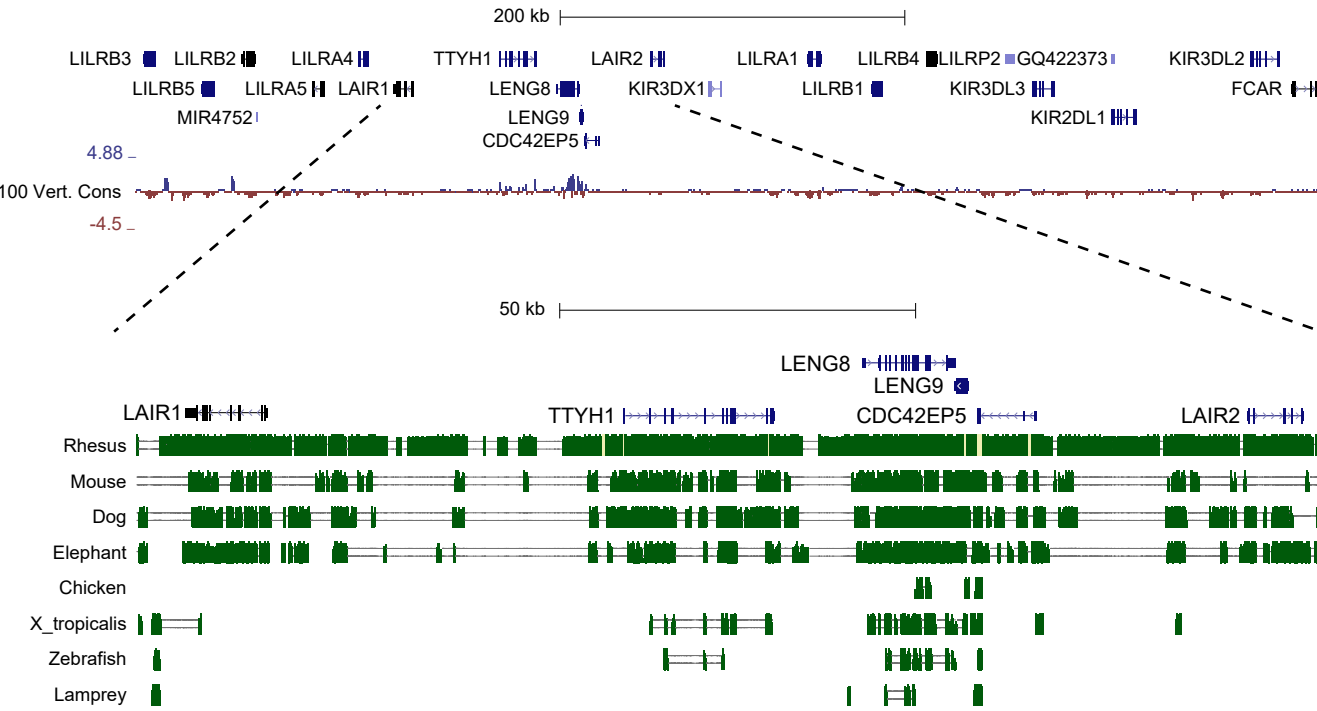 200 kb
LILRB3 LILRB2 LILRA4 TTYH1 LAIR2 LILRA1 LILRB4 LILRP2 GQ422373 KIR3DL2
LILRB5 LILRA5 LAIR1 LENG8 KIR3DX1 LILRB1 KIR3DL3 FCAR
MIR4752 LENG9 KIR2DL1
CDC42EP5
4.88
100 Vert. Cons
-4.5
50 kb
LENG8
LENG9
LAIR1 TTYH1 CDC42EP5 LAIR2
Rhesus
Mouse
Dog
Elephant
Chicken
X_tropicalis
Zebrafish
Lamprey